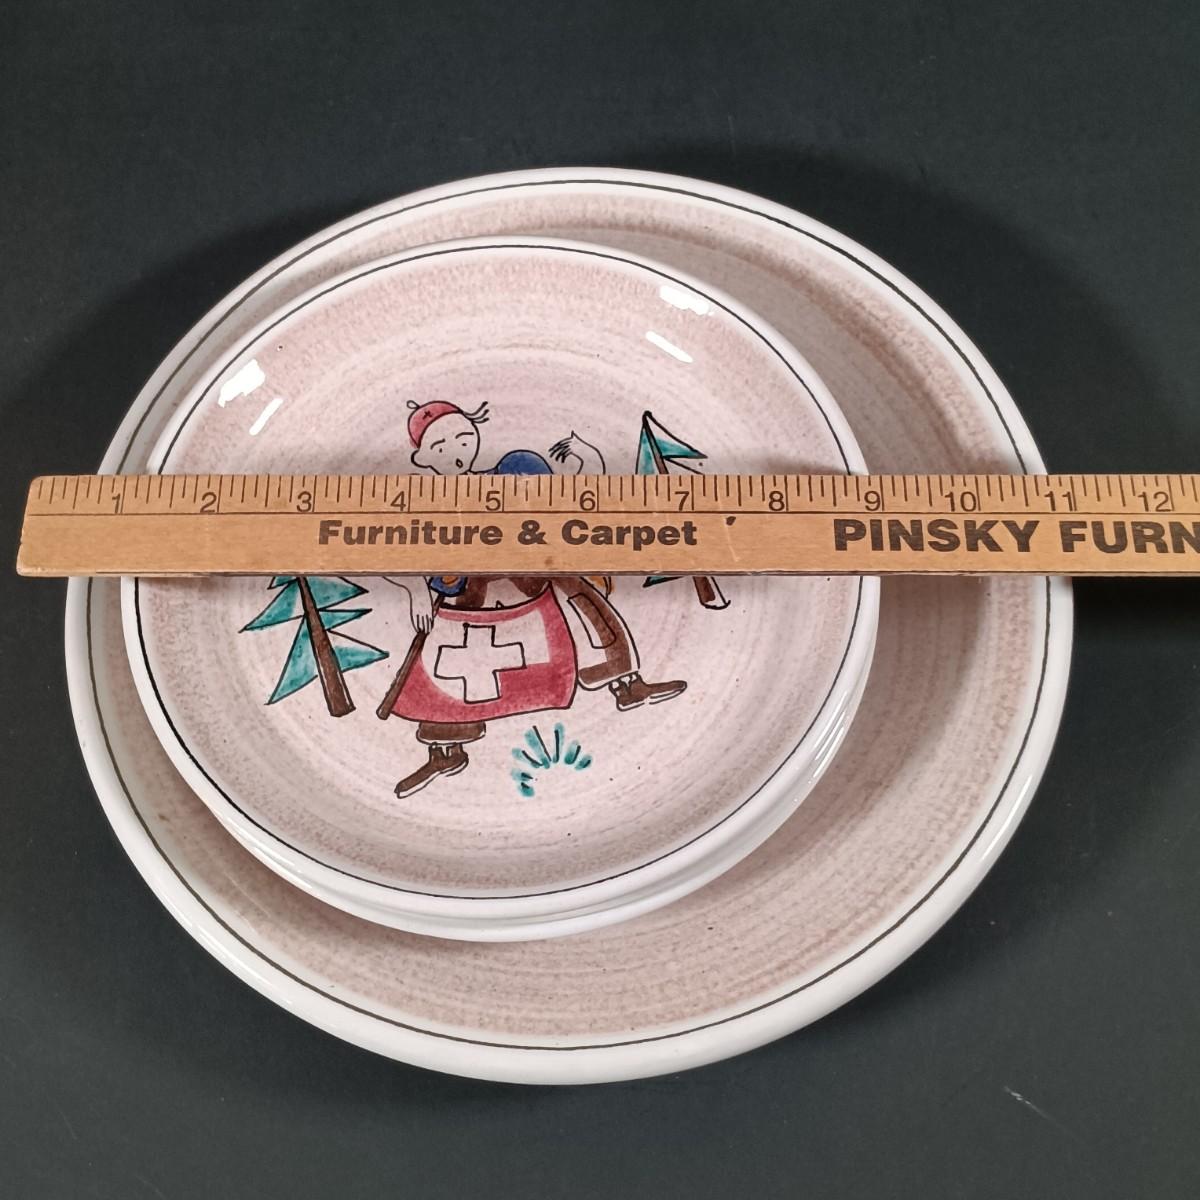 1 2 3 4 5 6 7 8 9 10 11 12
Furniture & Carpet PINSKY FURN